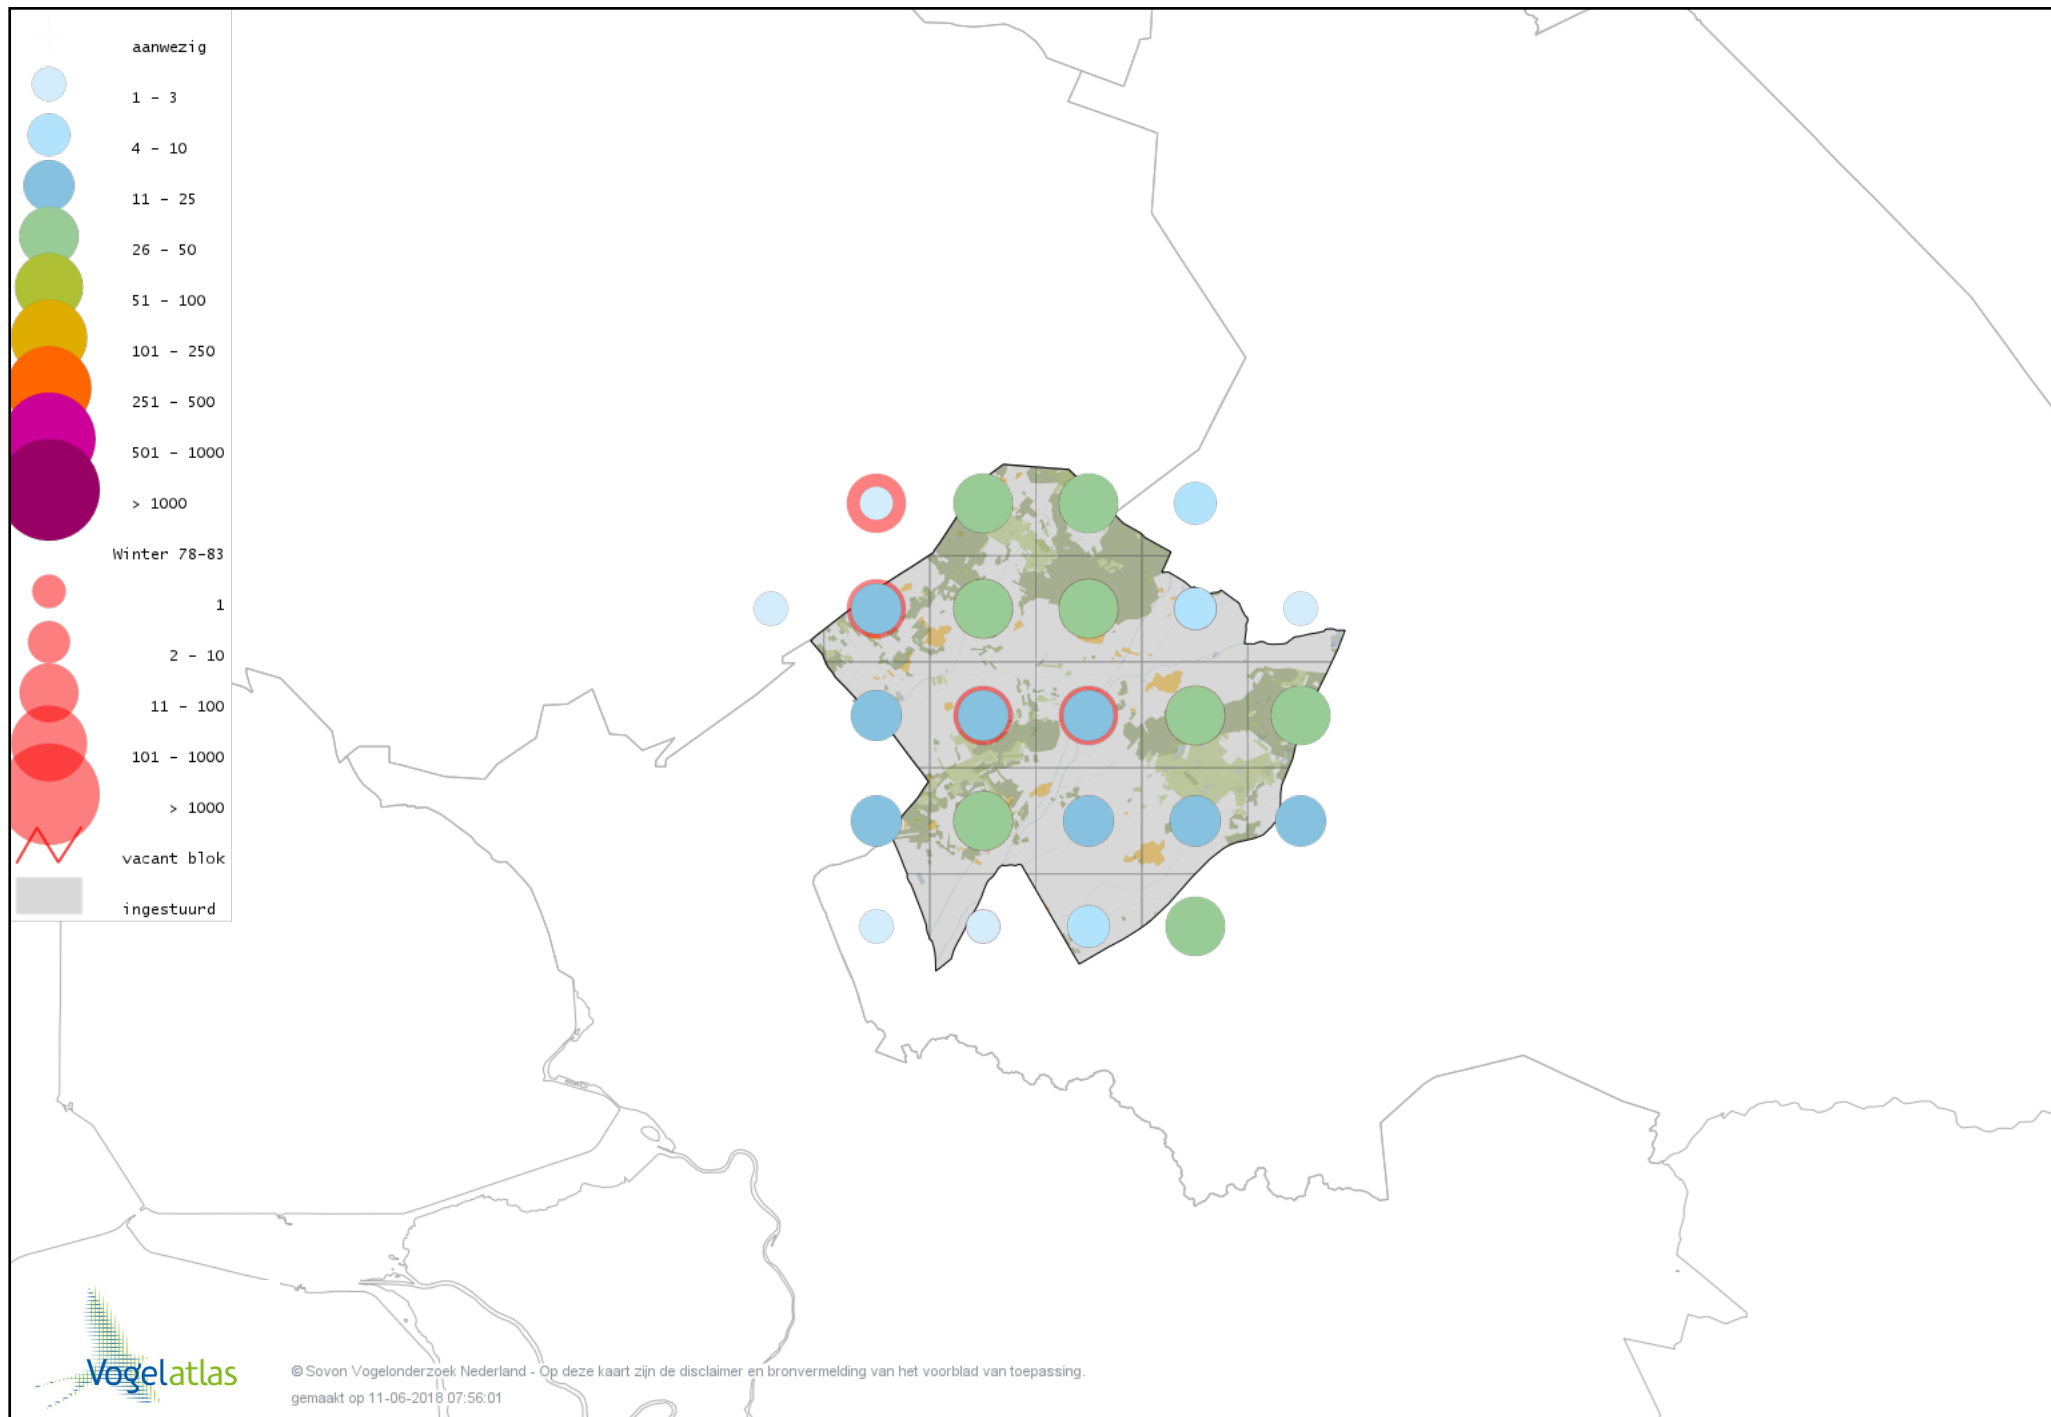 aanwezig
1 - 3
4 - 10
11 - 25
26 - 50
51 - 100
101 - 250
251 - 500
501 - 1000
> 1000
Winter 78-83
1
2 - 10
11 - 100
101 - 1000
> 1000
vacant blok
ingestuurd
Vogelatlas
© Sovon Vogelonderzoek Nederland - Op deze kaart zijn de disclaimer en bronvermelding van het voorblad van toepassing.
gemaakt op 11-06-2018 07:56:01